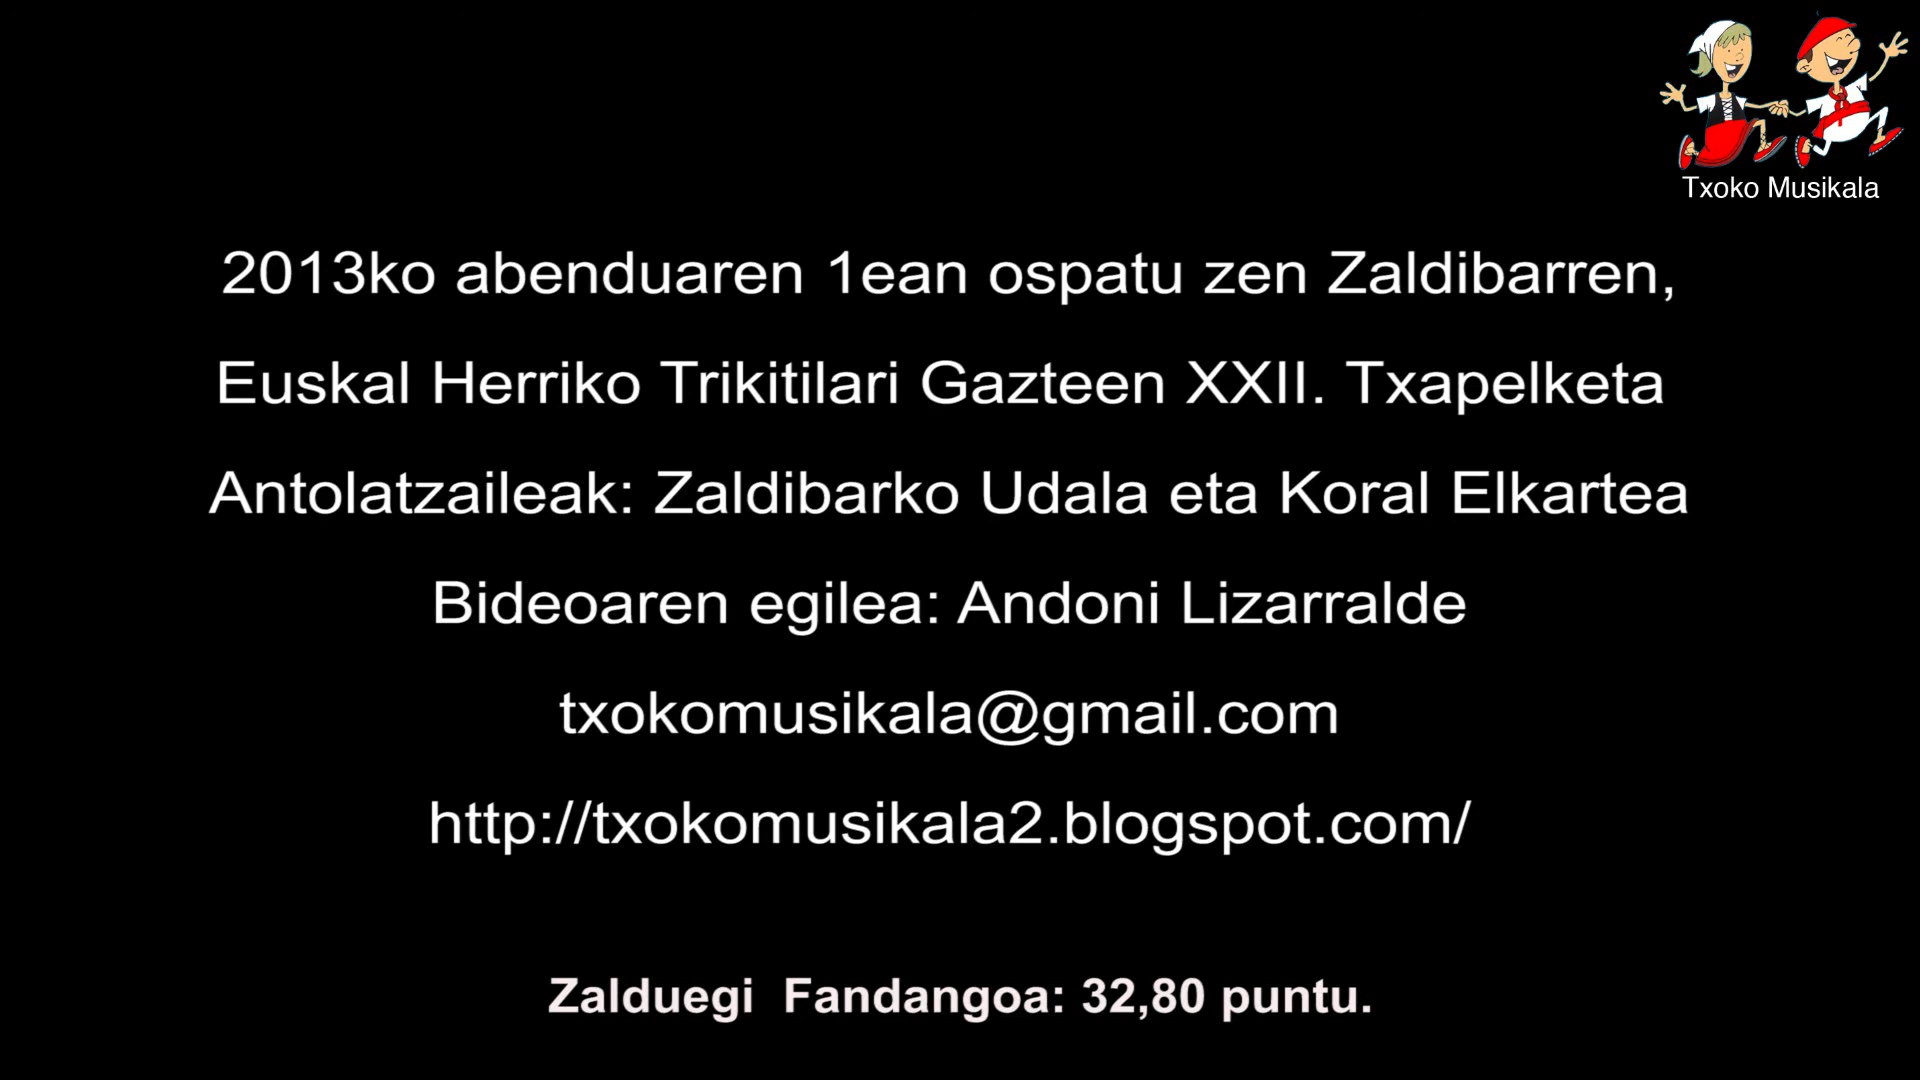 Txoko Musikala
2013ko abenduaren 1ean ospatu zen Zaldibarren,
Euskal Herriko Trikitilari Gazteen XXII. Txapelketa
Antolatzaileak: Zaldibarko Udala eta Koral Elkartea
Bideoaren egilea: Andoni Lizarralde
txokomusikala@gmail.com
http://txokomusikala2.blogspot.com/
Zalduegi  Fandangoa: 32,80 puntu.